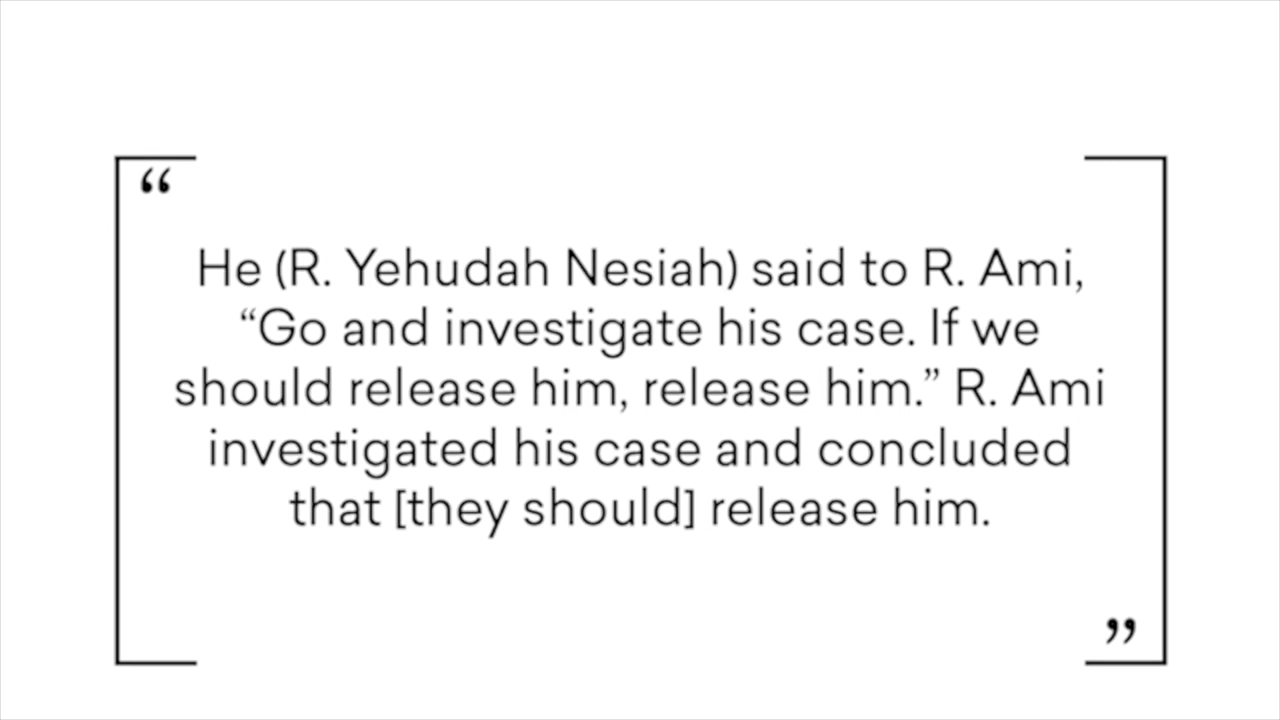 “
He (R. Yehudah Nesiah) said to R. Ami,
“Go and investigate his case. If we
should release him, release him.” R. Ami
investigated his case and concluded
that [they should] release him.
”